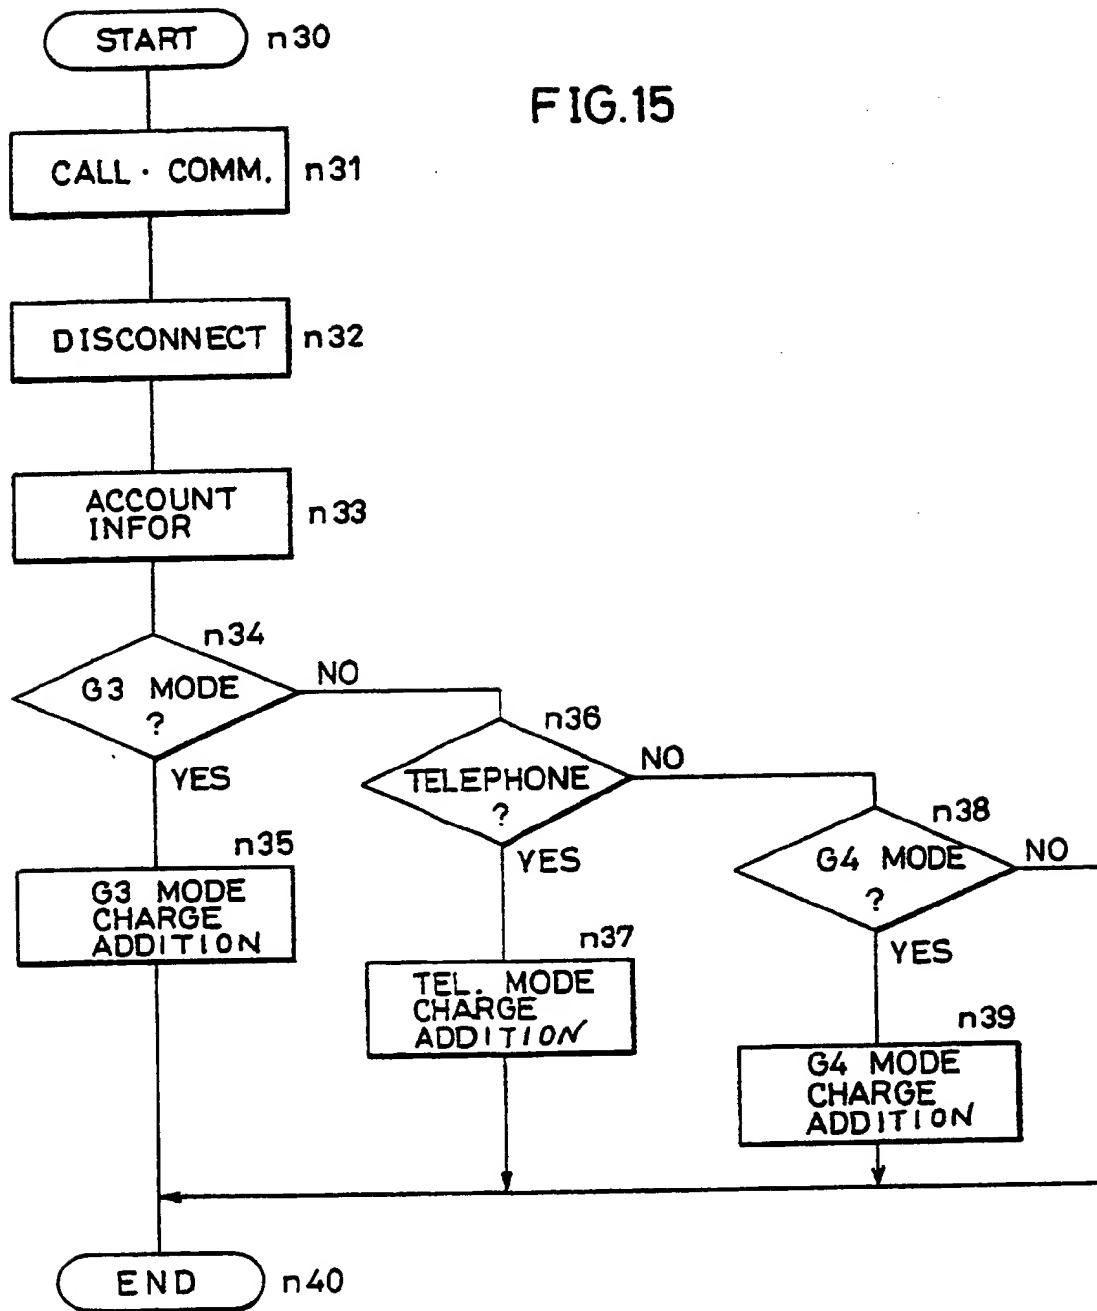 START n30
FIG.15
CALL · COMM. n31
DISCONNECT n32
ACCOUNT
INFOR
n33
n34
G3 MODE
?
NO
YES
n36
TELEPHONE
?
NO
YES
n38
G4 MODE
?
NO
YES
n35
G3 MODE
CHARGE
ADDITION
n37
TEL. MODE
CHARGE
ADDITION
n39
G4 MODE
CHARGE
ADDITION
END n40